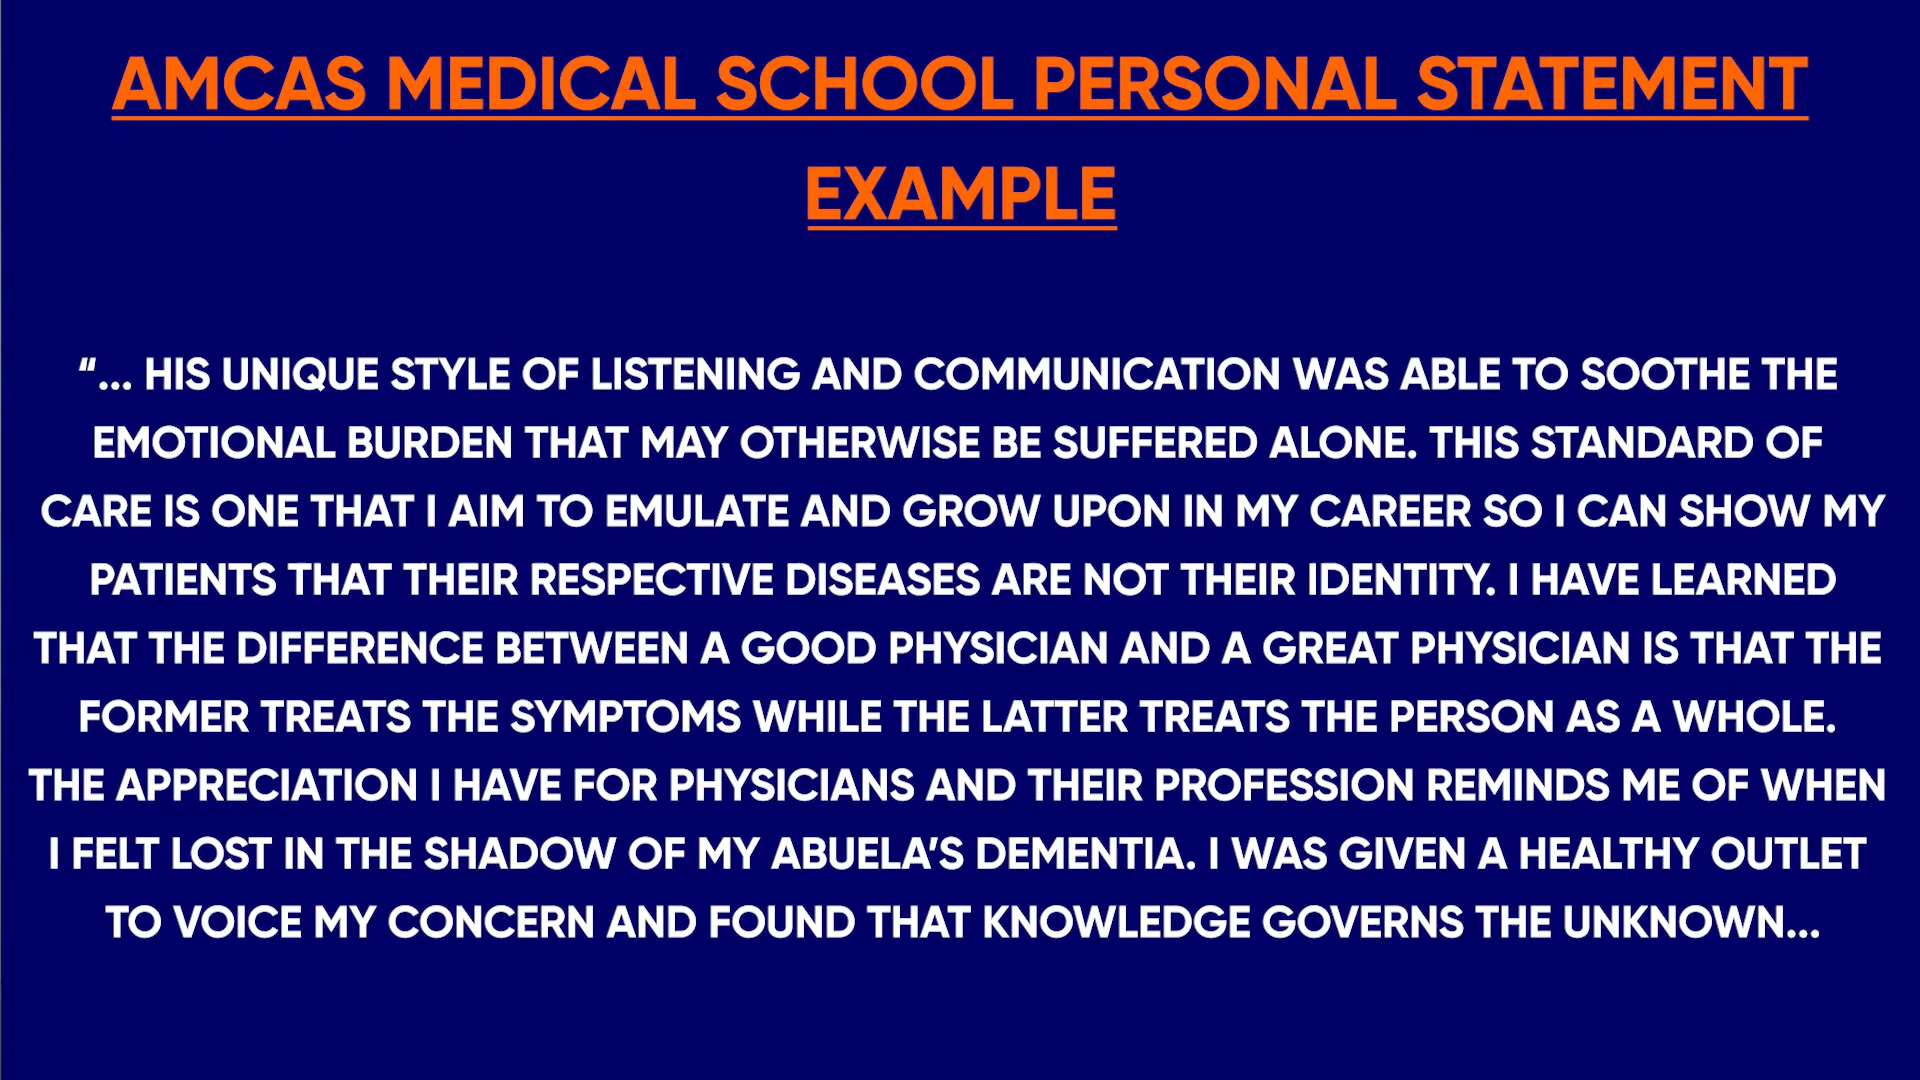 AMCAS MEDICAL SCHOOL PERSONAL STATEMENT
EXAMPLE
“... HIS UNIQUE STYLE OF LISTENING AND COMMUNICATION WAS ABLE TO SOOTHE THE
EMOTIONAL BURDEN THAT MAY OTHERWISE BE SUFFERED ALONE. THIS STANDARD OF
CARE IS ONE THAT I AIM TO EMULATE AND GROW UPON IN MY CAREER SO I CAN SHOW MY
PATIENTS THAT THEIR RESPECTIVE DISEASES ARE NOT THEIR IDENTITY. I HAVE LEARNED
THAT THE DIFFERENCE BETWEEN A GOOD PHYSICIAN AND A GREAT PHYSICIAN IS THAT THE
FORMER TREATS THE SYMPTOMS WHILE THE LATTER TREATS THE PERSON AS A WHOLE.
THE APPRECIATION I HAVE FOR PHYSICIANS AND THEIR PROFESSION REMINDS ME OF WHEN
I FELT LOST IN THE SHADOW OF MY ABUELA’S DEMENTIA. I WAS GIVEN A HEALTHY OUTLET
TO VOICE MY CONCERN AND FOUND THAT KNOWLEDGE GOVERNS THE UNKNOWN...